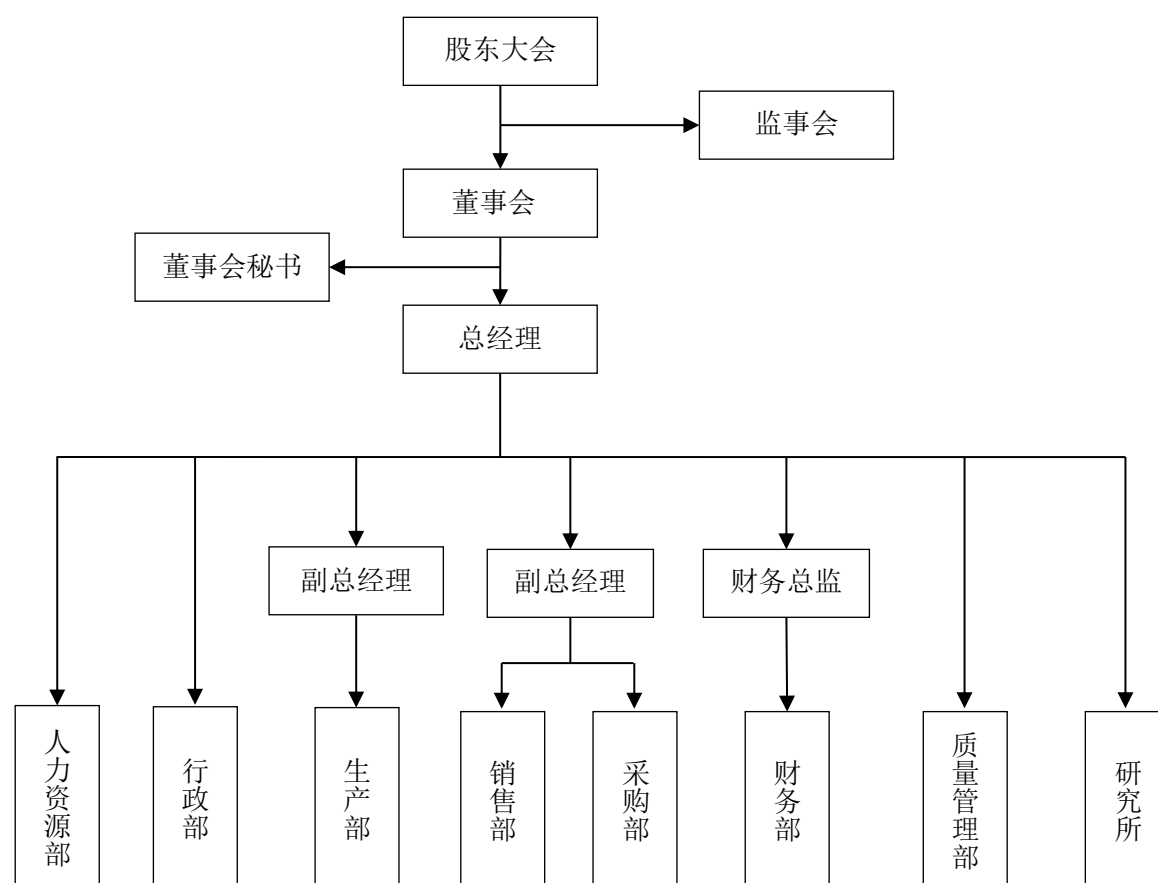 股东大会
监事会
董事会
董事会秘书
总经理
副总经理
副总经理
财务总监
人力资源部
行政部
生产部
销售部
采购部
财务部
质量管理部
研究所